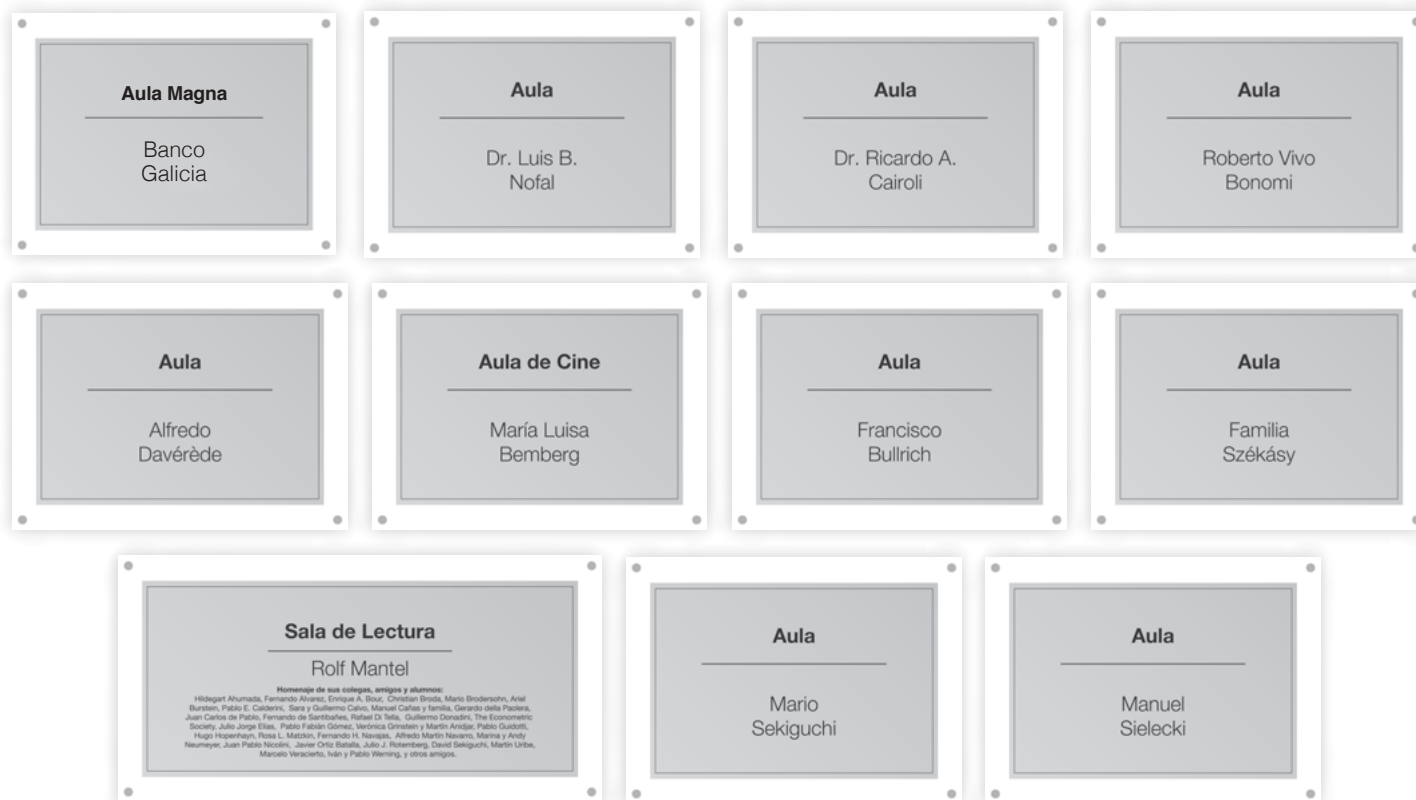 Aula Magna
Banco
Galicia
Aula
Dr. Luis B.
Nofal
Aula
Dr. Ricardo A.
Cairoli
Aula
Roberto Vivo
Bonomi
Aula
Alfredo
Davérède
Aula de Cine
María Luisa
Bemberg
Aula
Francisco
Bullrich
Aula
Familia
Székásy
Sala de Lectura
Rolf Mantel
Homenaje de sus colegas, amigos y alumnos:
Hildegart Ahumada, Fernando Alvarez, Enrique A. Bour, Christian Broda, Mario Brodersohn, Ariel
Burstein, Pablo E. Calderini, Sara y Guillermo Calvo, Manuel Cañas y familia, Gerardo della Paolera,
Juan Carlos de Pablo, Fernando de Santibañes, Rafael Di Tella, Guillermo Donadini, The Econometric
Society, Julio Jorge Elías, Pablo Fabián Gómez, Verónica Grinstein y Martín Anidjar, Pablo Guidotti,
Hugo Hopenhayn, Rosa L. Matzkin, Fernando H. Navajas, Alfredo Martín Navarro, Marina y Andy
Neumeyer, Juan Pablo Nicolini, Javier Ortiz Batalla, Julio J. Rotemberg, David Sekiguchi, Martín Uribe,
Marcelo Veracierto, Iván y Pablo Werning, y otros amigos.
Aula
Mario
Sekiguchi
Aula
Manuel
Sielecki